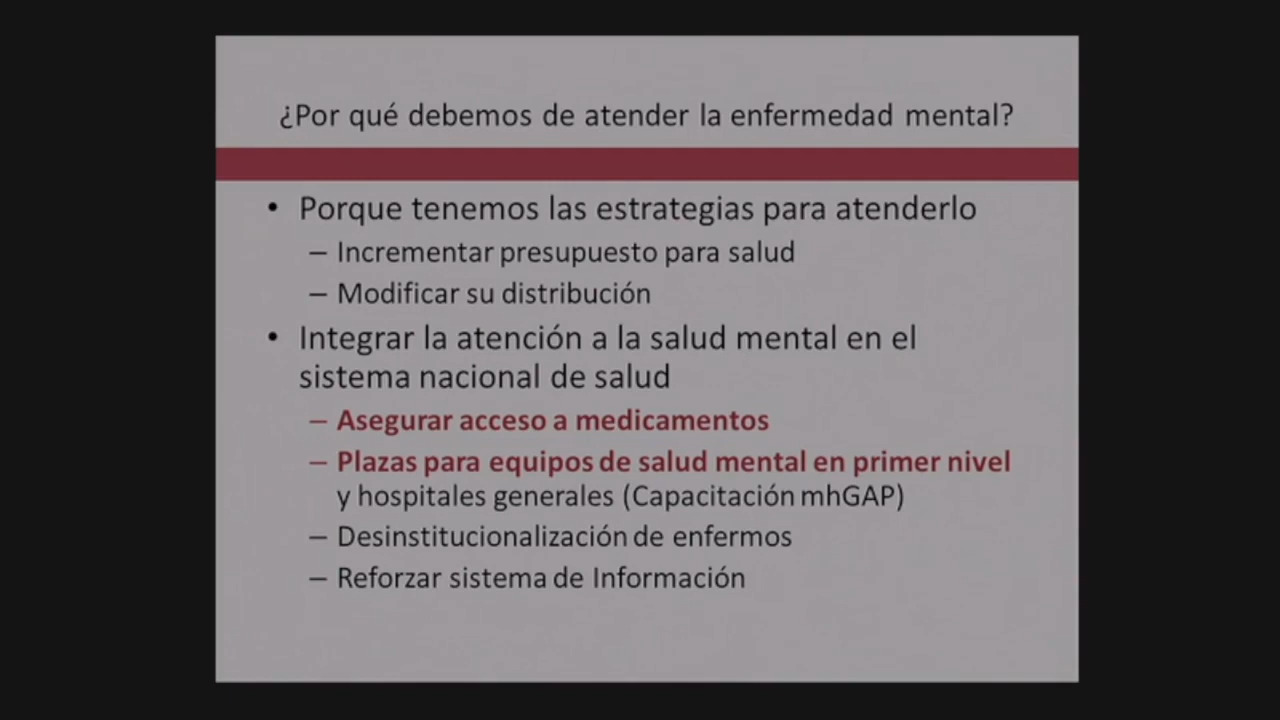 ¿Por qué debemos de atender la enfermedad mental?
• Porque tenemos las estrategias para atenderlo
– Incrementar presupuesto para salud
– Modificar su distribución
• Integrar la atención a la salud mental en el
sistema nacional de salud
– Asegurar acceso a medicamentos
– Plazas para equipos de salud mental en primer nivel
y hospitales generales (Capacitación mhGAP)
– Desinstitucionalización de enfermos
– Reforzar sistema de Información